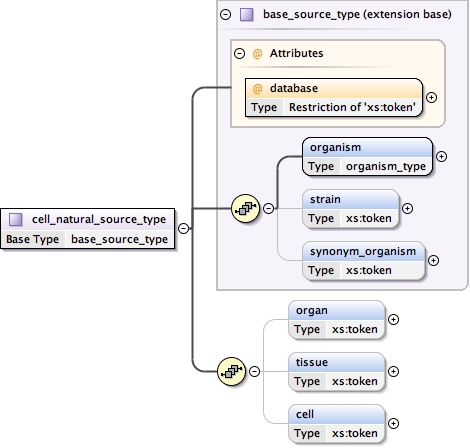 base_source_type (extension base)
@ Attributes
@ database
Type Restriction of 'xs:token'
organism
Type organism_type
strain
Type xs:token
cell_natural_source_type
Base Type base_source_type
synonym_organism
Type xs:token
organ
Type xs:token
tissue
Type xs:token
cell
Type xs:token